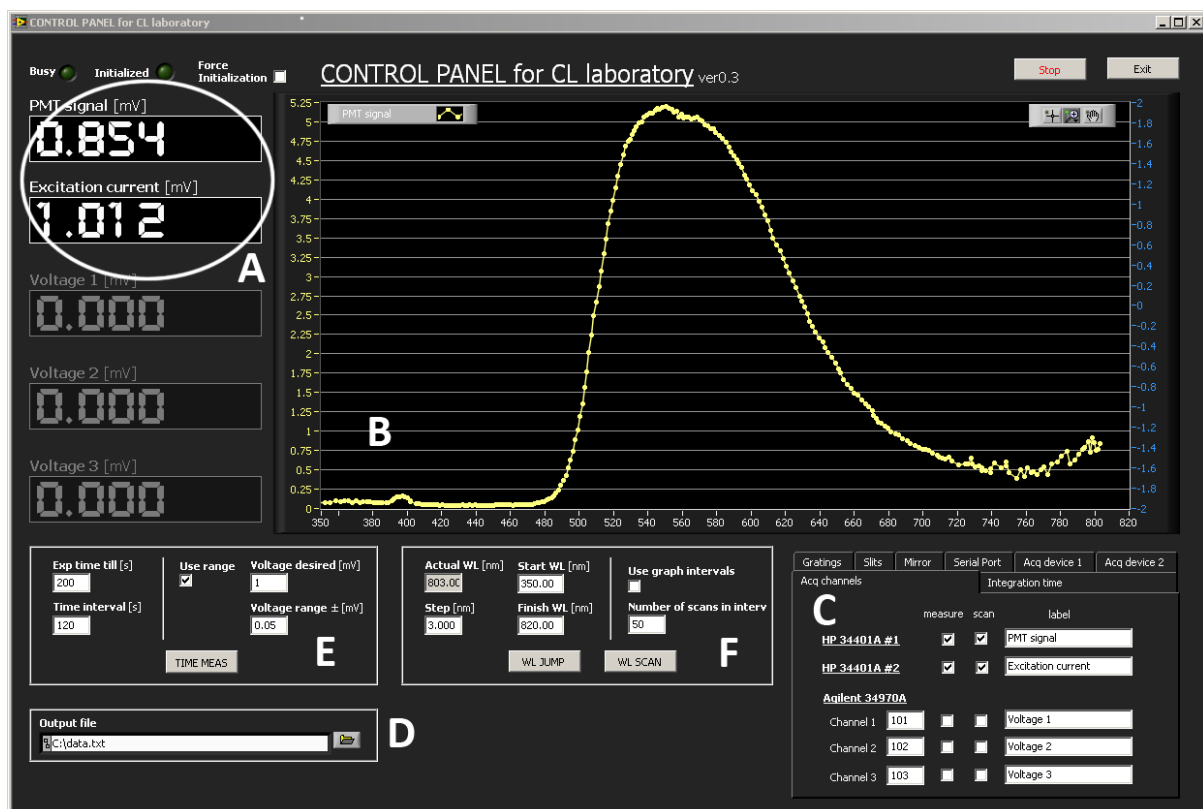 CONTROL PANEL for CL laboratory
Busy Initialized Force Initialization
CONTROL PANEL for CL laboratory ver0.3
Stop Exit
PMT signal [mV]
0.854
Excitation current [mV]
1.012
A
Voltage 1 [mV]
0.000
Voltage 2 [mV]
0.000
Voltage 3 [mV]
0.000
PMT signal
5.25
5
4.75
4.5
4.25
4
3.75
3.5
3.25
3
2.75
2.5
2.25
2
1.75
1.5
1.25
1
0.75
0.5
0.25
0
2
1.8
1.6
1.4
1.2
1
0.8
0.6
0.4
0.2
0
-0.2
-0.4
-0.6
-0.8
-1
-1.2
-1.4
-1.6
-1.8
-2
B
350 380 400 420 440 460 480 500 520 540 560 580 600 620 640 660 680 700 720 740 760 780 800 820
Exp time till [s]
200
Time interval [s]
120
Use range
Voltage desired [mV]
1
Voltage range ± [mV]
0.05
TIME MEAS
E
Actual WL [nm]
803.00
Start WL [nm]
350.00
Step [nm]
3.000
Finish WL [nm]
820.00
Use graph intervals
Number of scans in interv
50
WL JUMP WL SCAN
F
Output file
C:\data.txt
D
Gratings Slits Mirror Serial Port Acq device 1 Acq device 2
Acq channels Integration time
C
measure scan label
HP 34401A #1 PMT signal
HP 34401A #2 Excitation current
Agilent 34970A
Channel 1 101 Voltage 1
Channel 2 102 Voltage 2
Channel 3 103 Voltage 3